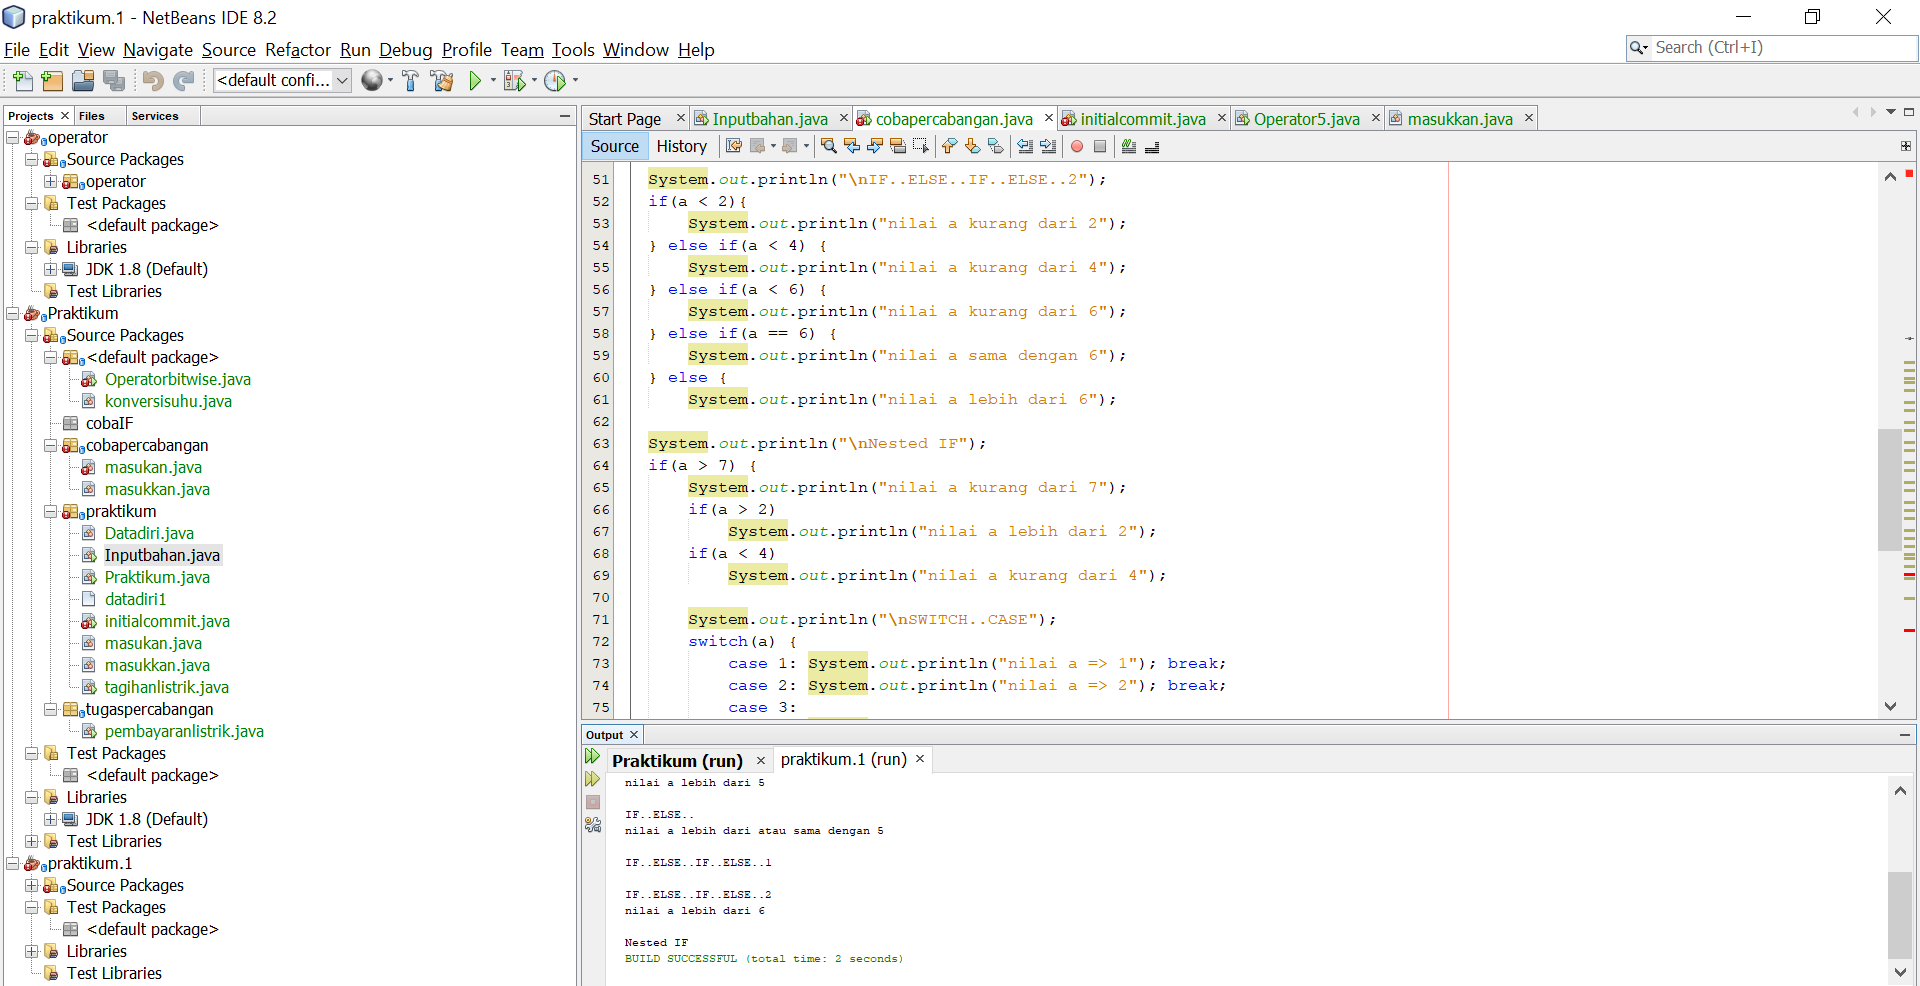 praktikum.1 - NetBeans IDE 8.2
File Edit View Navigate Source Refactor Run Debug Profile Team Tools Window Help
Search (Ctrl+I)
<default confi...
Projects Files Services
operator
Source Packages
operator
Test Packages
<default package>
Libraries
JDK 1.8 (Default)
Test Libraries
Praktikum
Source Packages
<default package>
Operatorbitwise.java
konversisuhu.java
cobaIF
cobapercabangan
masukan.java
masukkan.java
praktikum
Datadiri.java
Inputbahan.java
Praktikum.java
datadiri1
initialcommit.java
masukan.java
masukkan.java
tagihanlistrik.java
tugaspercabangan
pembayaranlistrik.java
Test Packages
<default package>
Libraries
JDK 1.8 (Default)
Test Libraries
praktikum.1
Source Packages
Test Packages
<default package>
Libraries
Test Libraries
Start Page Inputbahan.java cobapercabangan.java initialcommit.java Operator5.java masukkan.java
Source History
51 System.out.println("\nIF..ELSE..IF..ELSE..2");
52 if(a < 2){
53 System.out.println("nilai a kurang dari 2");
54 } else if(a < 4) {
55 System.out.println("nilai a kurang dari 4");
56 } else if(a < 6) {
57 System.out.println("nilai a kurang dari 6");
58 } else if(a == 6) {
59 System.out.println("nilai a sama dengan 6");
60 } else {
61 System.out.println("nilai a lebih dari 6");
62
63 System.out.println("\nNested IF");
64 if(a > 7) {
65 System.out.println("nilai a kurang dari 7");
66 if(a > 2)
67 System.out.println("nilai a lebih dari 2");
68 if(a < 4)
69 System.out.println("nilai a kurang dari 4");
70
71 System.out.println("\nSWITCH..CASE");
72 switch(a) {
73 case 1: System.out.println("nilai a => 1"); break;
74 case 2: System.out.println("nilai a => 2"); break;
75 case 3:
Output
Praktikum (run) praktikum.1 (run)
nilai a lebih dari 5
IF..ELSE..
nilai a lebih dari atau sama dengan 5
IF..ELSE..IF..ELSE..1
IF..ELSE..IF..ELSE..2
nilai a lebih dari 6
Nested IF
BUILD SUCCESSFUL (total time: 2 seconds)